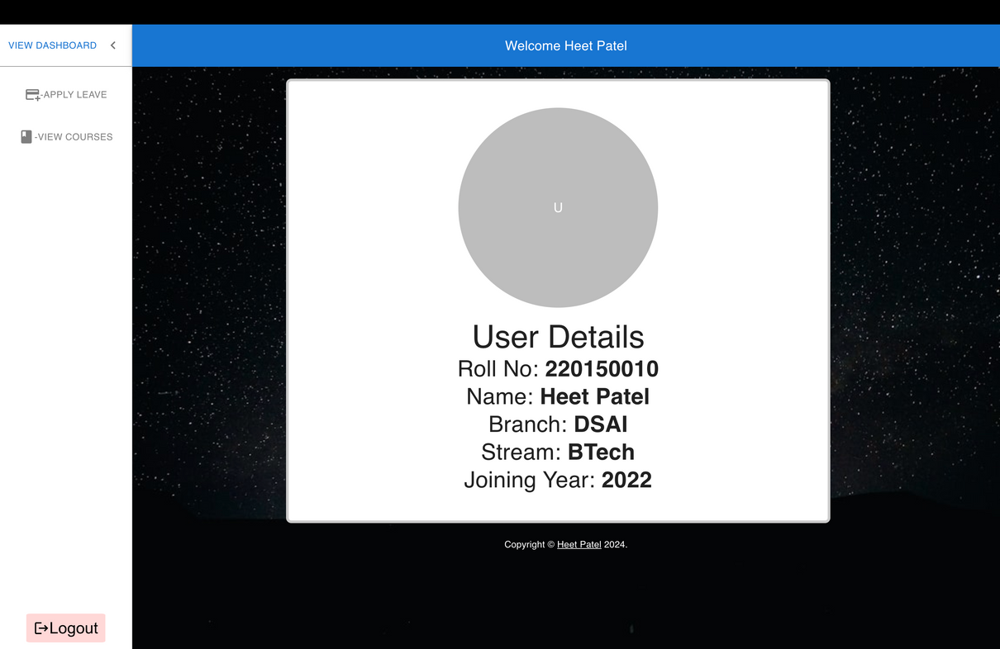 VIEW DASHBOARD
Welcome Heet Patel
-APPLY LEAVE
-VIEW COURSES
U
User Details
Roll No: 220150010
Name: Heet Patel
Branch: DSAI
Stream: BTech
Joining Year: 2022
Copyright © Heet Patel 2024.
Logout